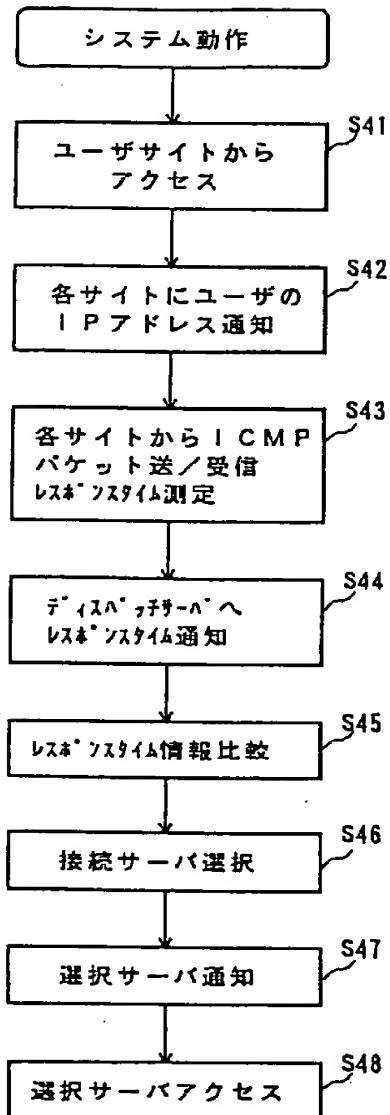 システム動作
S41
ユーザサイトから
アクセス
S42
各サイトにユーザの
IPアドレス通知
S43
各サイトからICMP
パケット送/受信
ﾚｽﾎﾟﾝｽﾀｲﾑ測定
S44
ﾃﾞｨｽﾊﾟｯﾁｻｰﾊﾞへ
ﾚｽﾎﾟﾝｽﾀｲﾑ通知
S45
ﾚｽﾎﾟﾝｽﾀｲﾑ情報比較
S46
接続サーバ選択
S47
選択サーバ通知
S48
選択サーバアクセス